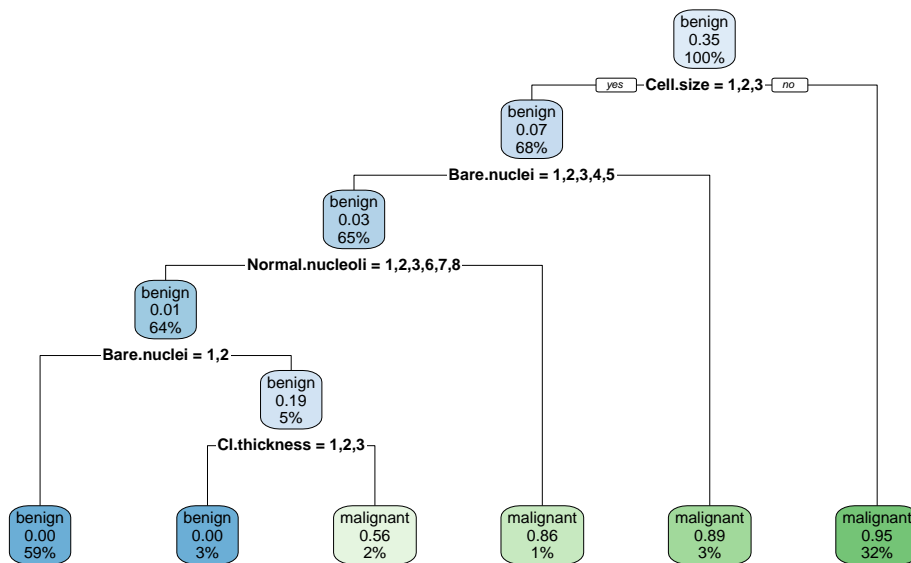 benign
0.35
100%
yes Cell.size = 1,2,3 no
benign
0.07
68%
Bare.nuclei = 1,2,3,4,5
benign
0.03
65%
Normal.nucleoli = 1,2,3,6,7,8
benign
0.01
64%
Bare.nuclei = 1,2
benign
0.19
5%
Cl.thickness = 1,2,3
benign
0.00
59%
benign
0.00
3%
malignant
0.56
2%
malignant
0.86
1%
malignant
0.89
3%
malignant
0.95
32%